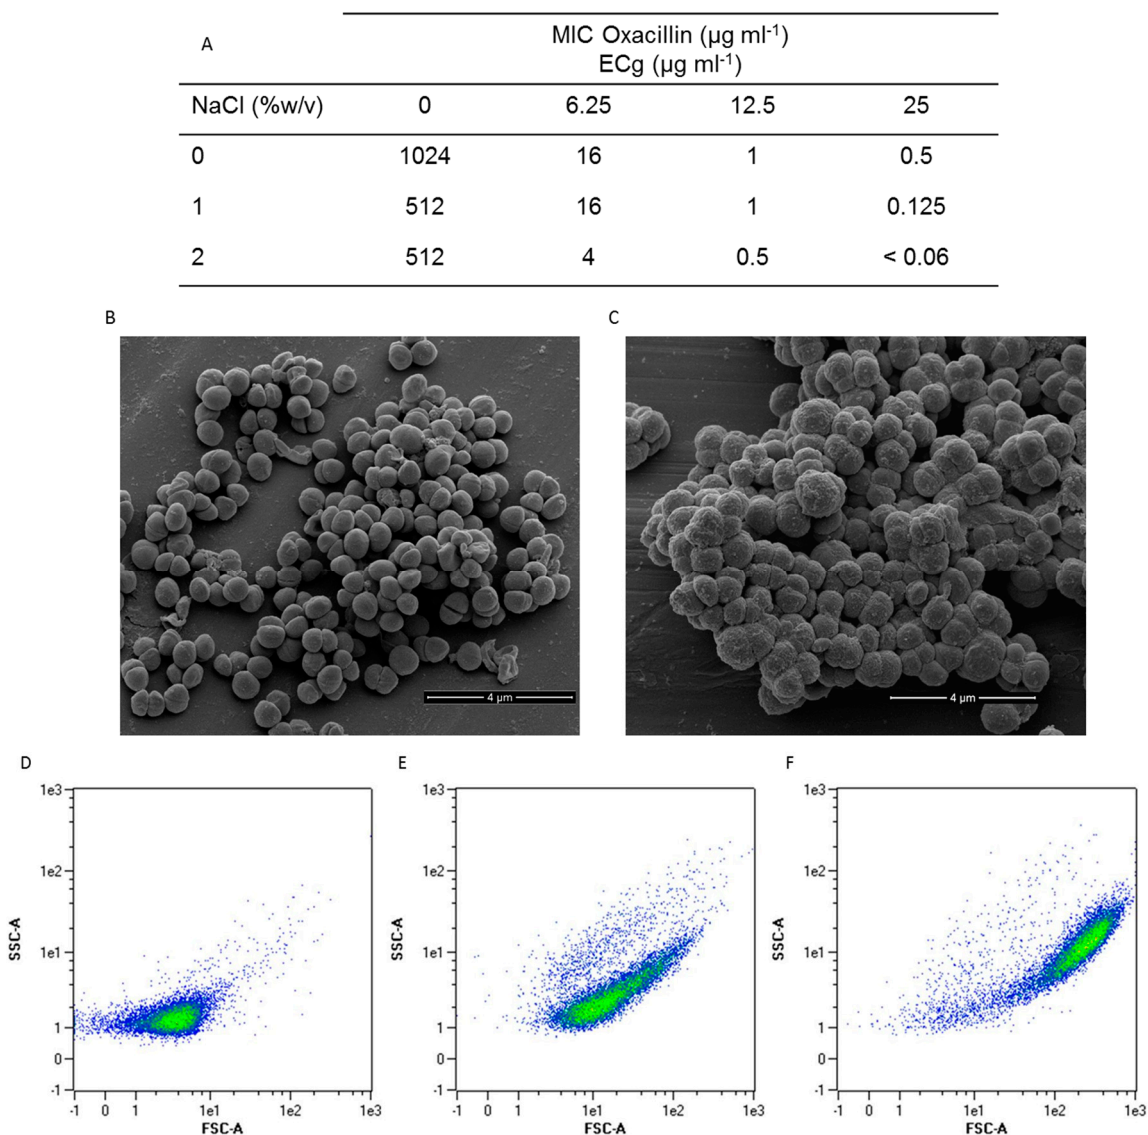 A
MIC Oxacillin (µg ml-1)
ECg (µg ml-1)
NaCl (%w/v) 0 6.25 12.5 25
0 1024 16 1 0.5
1 512 16 1 0.125
2 512 4 0.5 < 0.06
B C
4 µm 4 µm
D E F
1e3 1e3 1e3
1e2 1e2 1e2
SSC-A SSC-A SSC-A
1e1 1e1 1e1
1 1 1
0 0 0
-1 -1 -1
-1 0 1 1e1 1e2 1e3 -1 0 1 1e1 1e2 1e3 -1 0 1 1e1 1e2 1e3
FSC-A FSC-A FSC-A